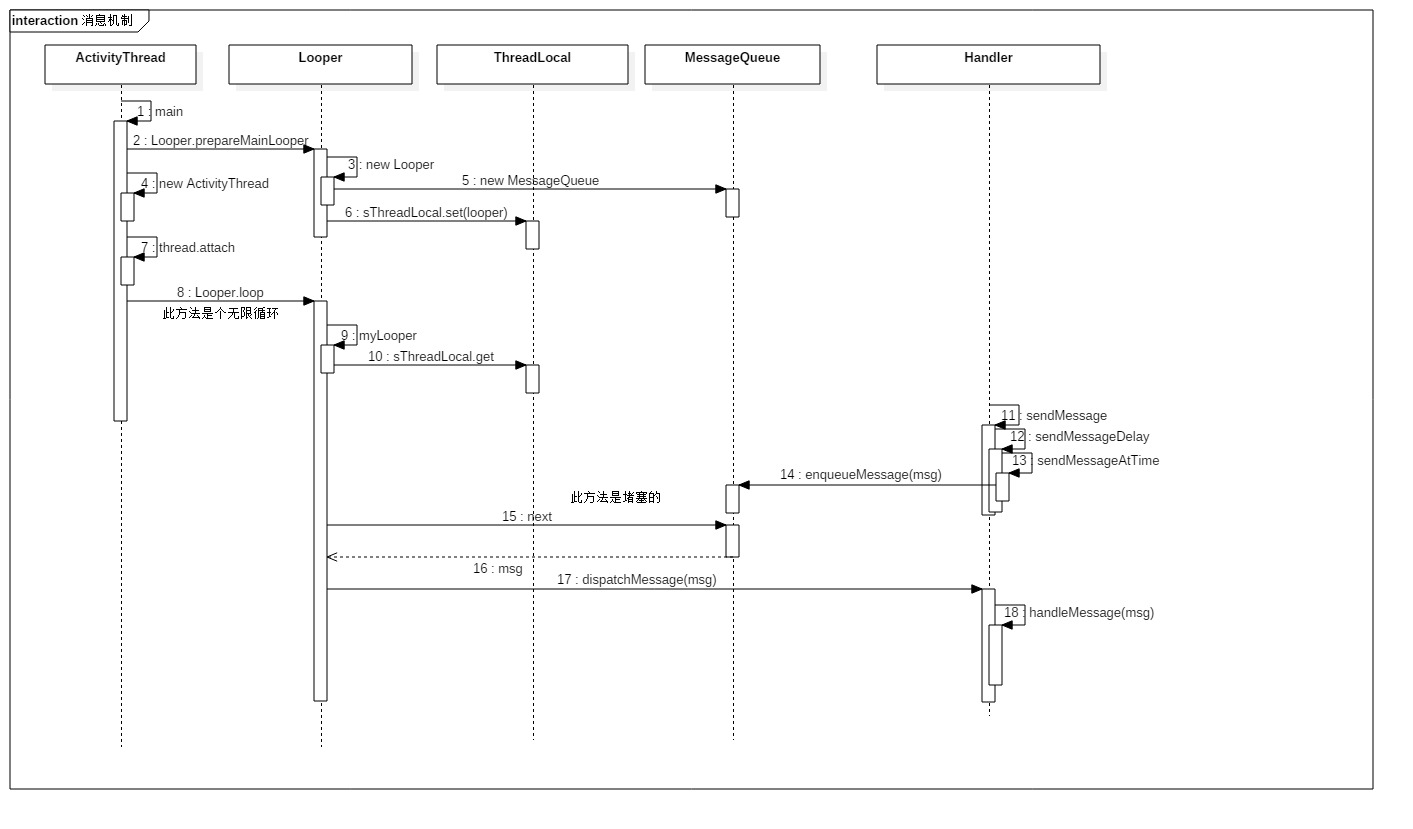 interaction 消息机制
ActivityThread
Looper
ThreadLocal
MessageQueue
Handler
1 : main
2 : Looper.prepareMainLooper
3 : new Looper
4 : new ActivityThread
5 : new MessageQueue
6 : sThreadLocal.set(looper)
7 : thread.attach
8 : Looper.loop
此方法是个无限循环
9 : myLooper
10 : sThreadLocal.get
11 : sendMessage
12 : sendMessageDelay
13 : sendMessageAtTime
14 : enqueueMessage(msg)
此方法是堵塞的
15 : next
16 : msg
17 : dispatchMessage(msg)
18 : handleMessage(msg)